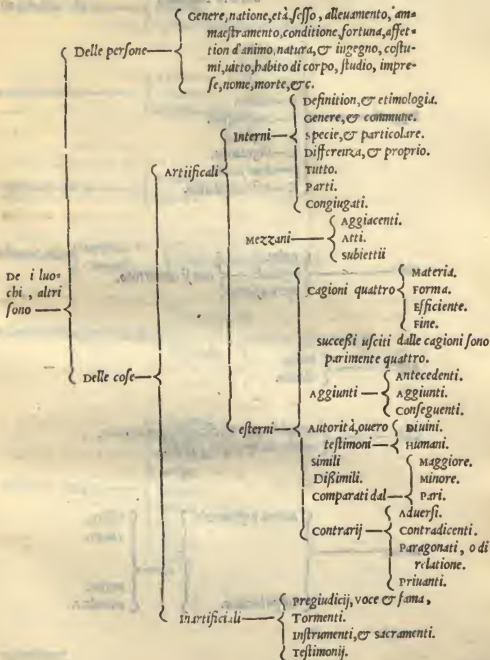 Genere, natione, età, sesso, alleuamento, am=
maestramento, conditione, fortuna, affet=
tion d'animo, natura, & ingegno, costu=
mi, uitto, habito di corpo, studio, impre=
se, nome, morte, &c.
Delle persone
Definition, & etimologia.
Genere, & commune.
Specie, & particolare.
Differenza, & proprio.
Tutto.
Parti.
Congiugati.
Interni
Artificali
Mezzani
Aggiacenti.
Atti.
Subiettii
De i luo=
chi, altri
sono
Cagioni quattro
Materia.
Forma.
Efficiente.
Fine.
Successi usciti dalle cagioni sono
parimente quattro.
Delle cose
Aggiunti
Antecedenti.
Aggiunti.
Conseguenti.
esterni
Autorità, ouero
testimoni
Diuini.
Humani.
Simili
Dißimili.
Comparati dal
Maggiore.
Minore.
Pari.
Contrarij
Aduersi.
Contradicenti.
Paragonati, o di
relatione.
Priuanti.
Inartificiali
Pregiudicij, voce & fama,
Tormenti.
Instrumenti, & sacramenti.
Testimonij.